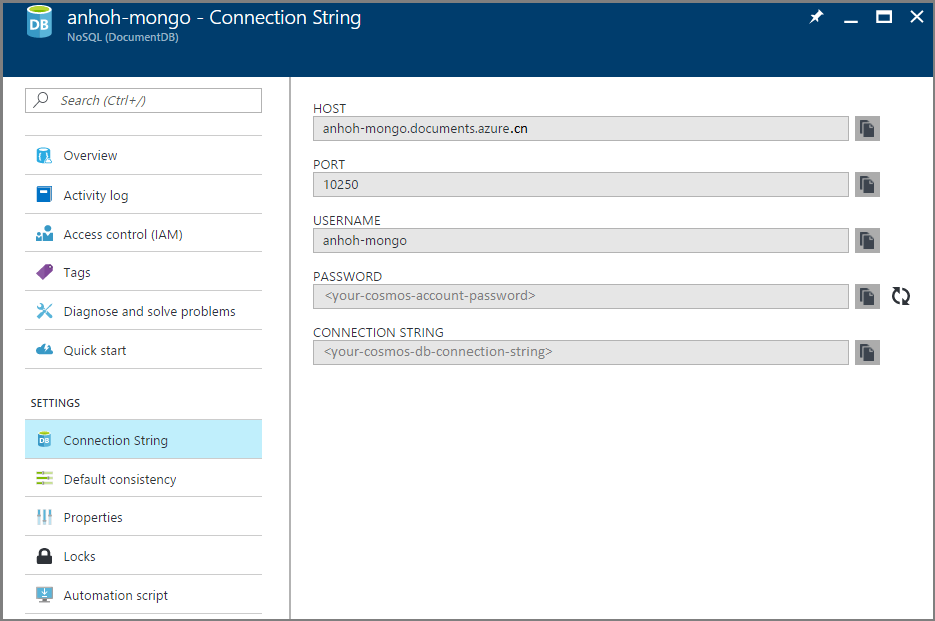 anhoh-mongo - Connection String
NoSQL (DocumentDB)
Search (Ctrl+/)
Overview
Activity log
Access control (IAM)
Tags
Diagnose and solve problems
Quick start
SETTINGS
Connection String
Default consistency
Properties
Locks
Automation script
HOST
anhoh-mongo.documents.azure.cn
PORT
10250
USERNAME
anhoh-mongo
PASSWORD
<your-cosmos-account-password>
CONNECTION STRING
<your-cosmos-db-connection-string>